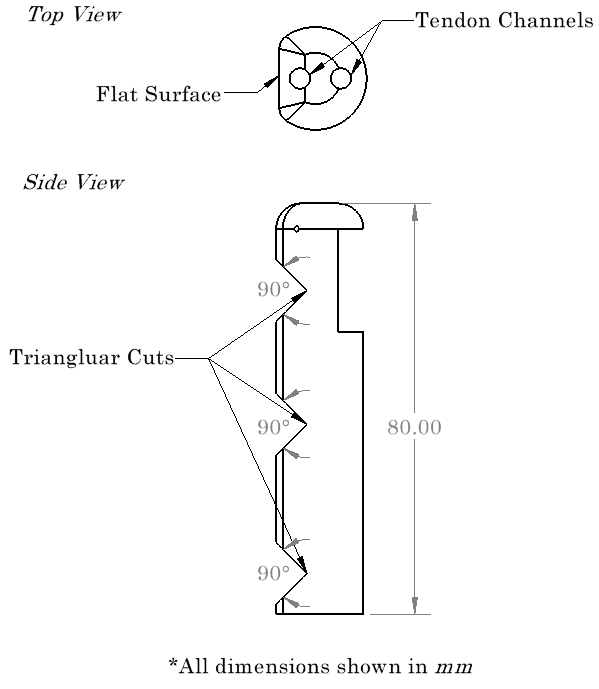 Top View
Tendon Channels
Flat Surface
Side View
90°
Triangluar Cuts
90°
80.00
90°
*All dimensions shown in mm